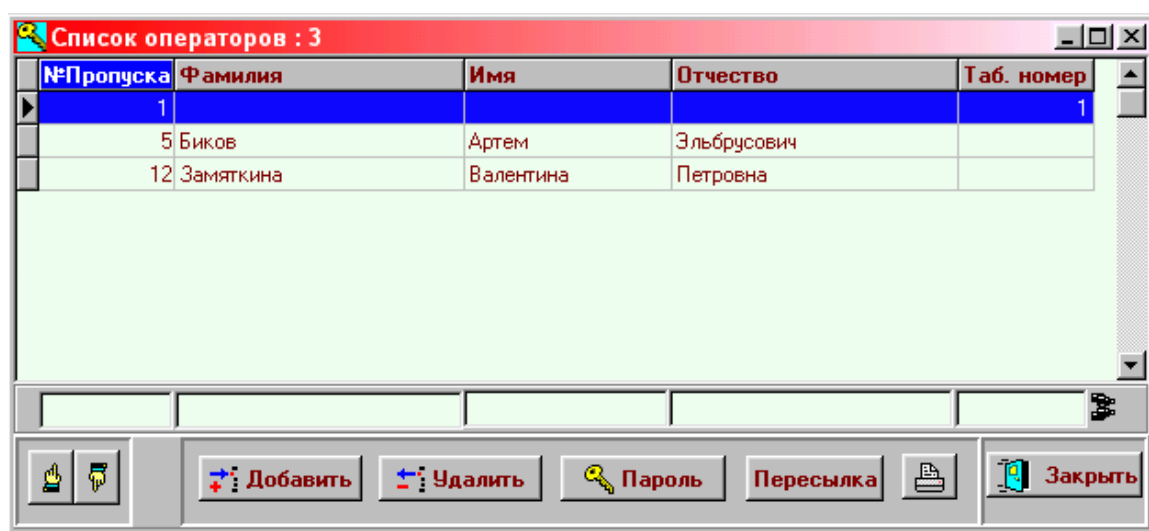 Список операторов : 3
№Пропуска Фамилия Имя Отчество Таб. номер
1 1
5 Биков Артем Эльбрусович
12 Замяткина Валентина Петровна
Добавить Удалить Пароль Пересылка Закрыть